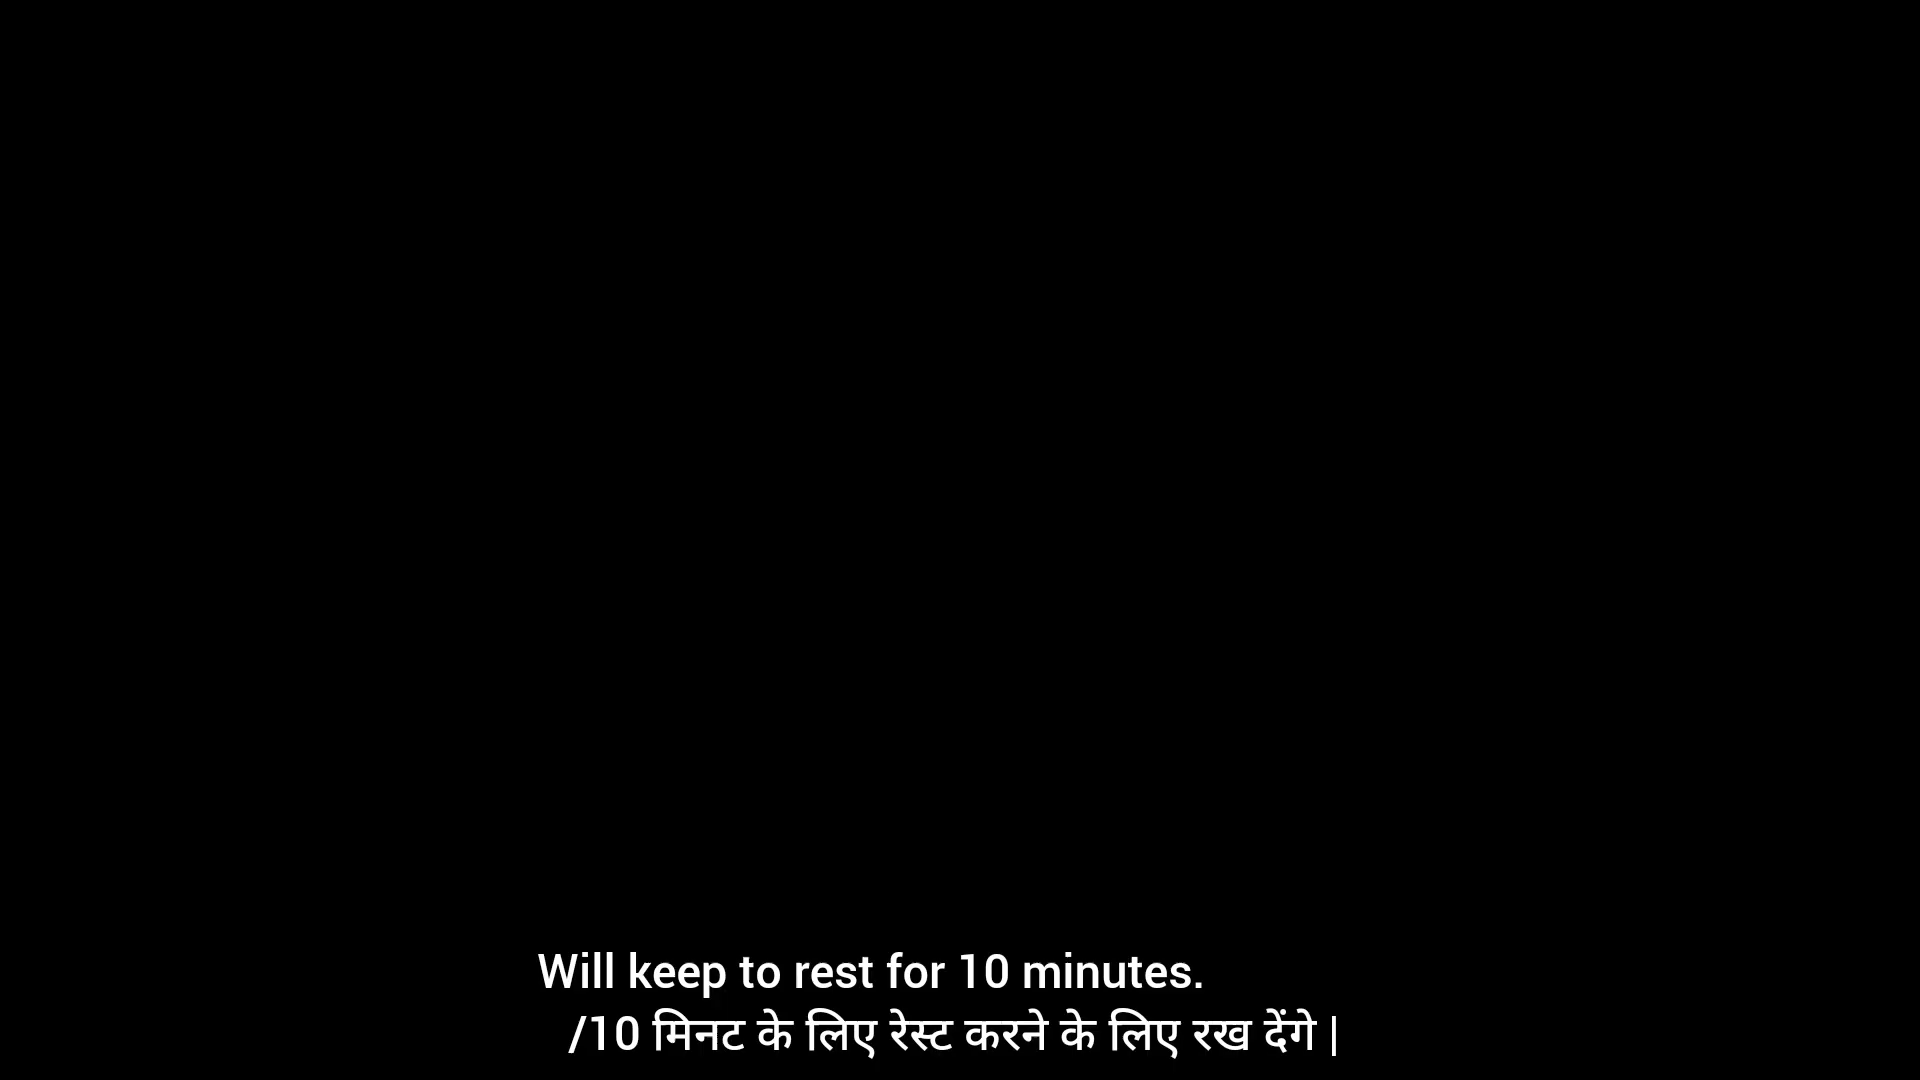 Will keep to rest for 10 minutes.
/10 मिनट के लिए रेस्ट करने के लिए रख देंगे |